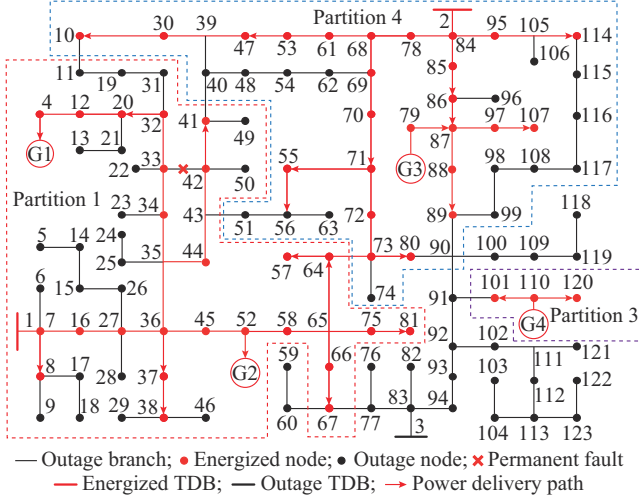 39 Partition 4 2
10 30 47 53 61 68 78 84 95 105 114
11 19 31 40 48 54 62 69 85 106 115
4 12 20 32 41 49 70 79 86 96 97 107 116
G1 13 21 22 33 42 50 55 71 G3 87 88 98 108 117
Partition 1 23 34 43 51 56 63 72 89 99 118
5 14 24 25 35 44 57 64 73 80 90 100 109 119
6 15 26 74 91 101 110 120
1 7 16 27 36 45 52 58 65 75 81 G4 Partition 3
8 17 28 37 G2 59 66 76 82 92 102 111 121
9 18 29 38 46 60 67 77 83 93 94 103 112 122
3 104 113 123
Outage branch; Energized node; Outage node; Permanent fault
Energized TDB; Outage TDB; Power delivery path